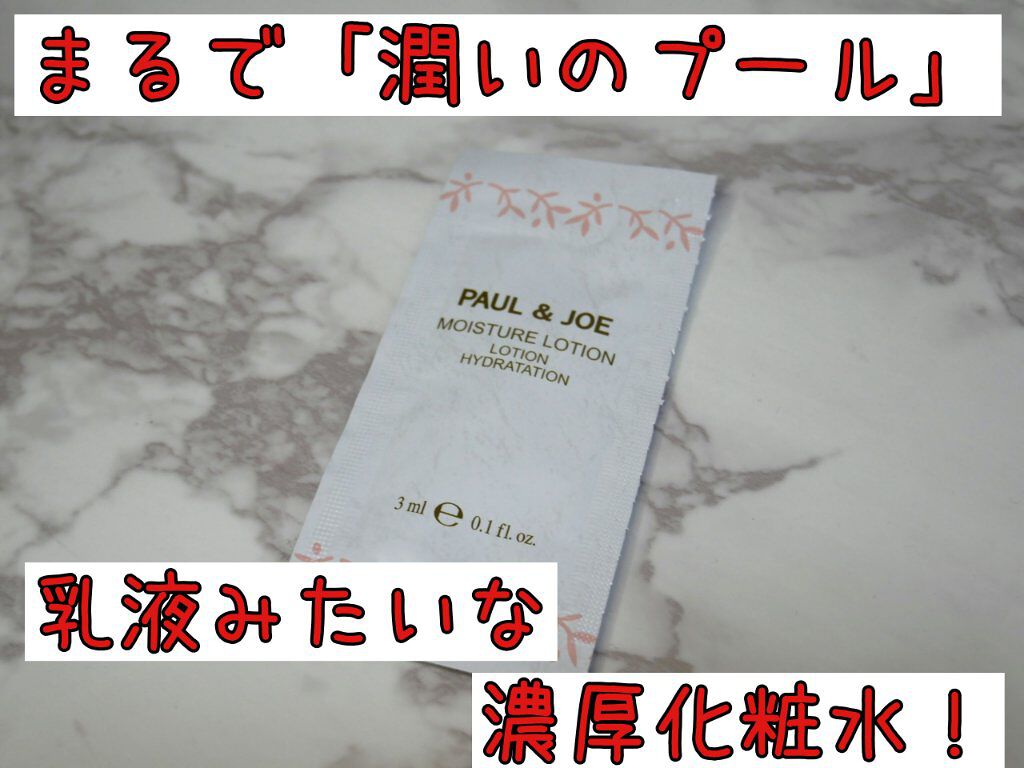 まるで「潤いのプール」
PAUL & JOE
MOISTURE LOTION
LOTION
HYDRATATION
3 ml e 0.1 fl. oz.
乳液みたいな
濃厚化粧水！